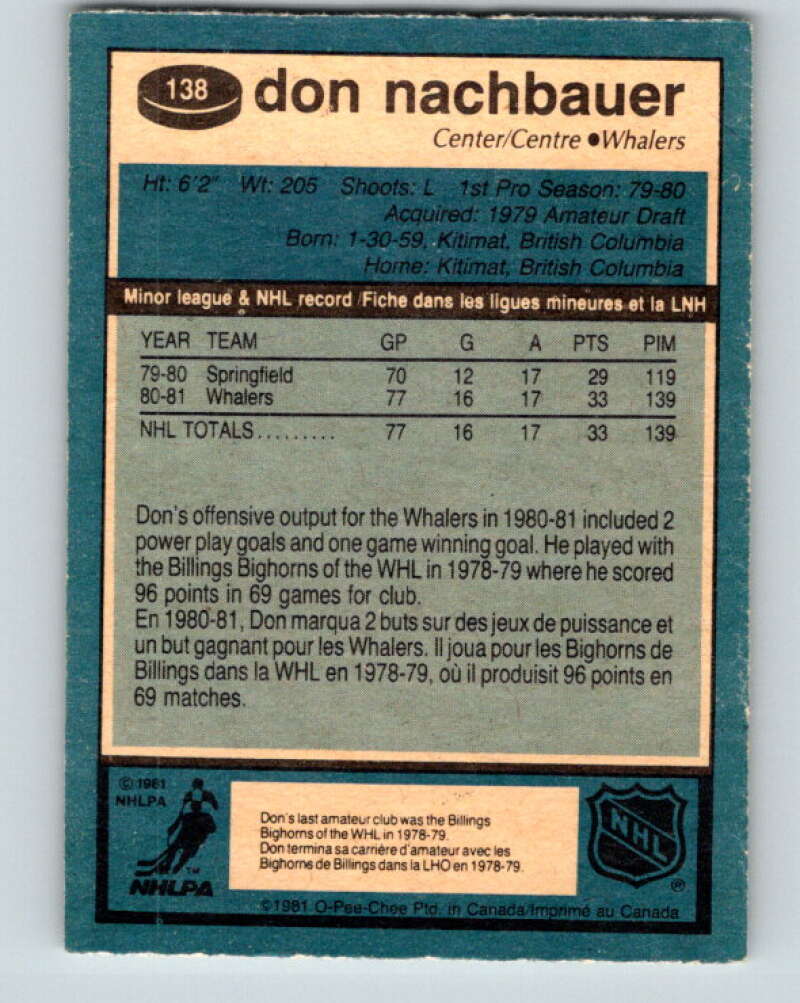 138 don nachbauer
Center/Centre ●Whalers
Ht: 6'2" Wt: 205 Shoots: L 1st Pro Season: 79-80
Acquired: 1979 Amateur Draft
Born: 1-30-59, Kitimat, British Columbia
Home: Kitimat, British Columbia
Minor league & NHL record /Fiche dans les ligues mineures et la LNH
YEAR TEAM GP G A PTS PIM
79-80 Springfield 70 12 17 29 119
80-81 Whalers 77 16 17 33 139
NHL TOTALS......... 77 16 17 33 139
Don's offensive output for the Whalers in 1980-81 included 2
power play goals and one game winning goal. He played with
the Billings Bighorns of the WHL in 1978-79 where he scored
96 points in 69 games for club.
En 1980-81, Don marqua 2 buts sur des jeux de puissance et
un but gagnant pour les Whalers. Il joua pour les Bighorns de
Billings dans la WHL en 1978-79, où il produisit 96 points en
69 matches.
© 1981
NHLPA
TM
NHLPA
Don's last amateur club was the Billings
Bighorns of the WHL in 1978-79.
Don termina sa carrière d'amateur avec les
Bighorns de Billings dans la LHO en 1978-79.
NHL
®
©1981 O-Pee-Chee Ptd. in Canada/Imprimé au Canada